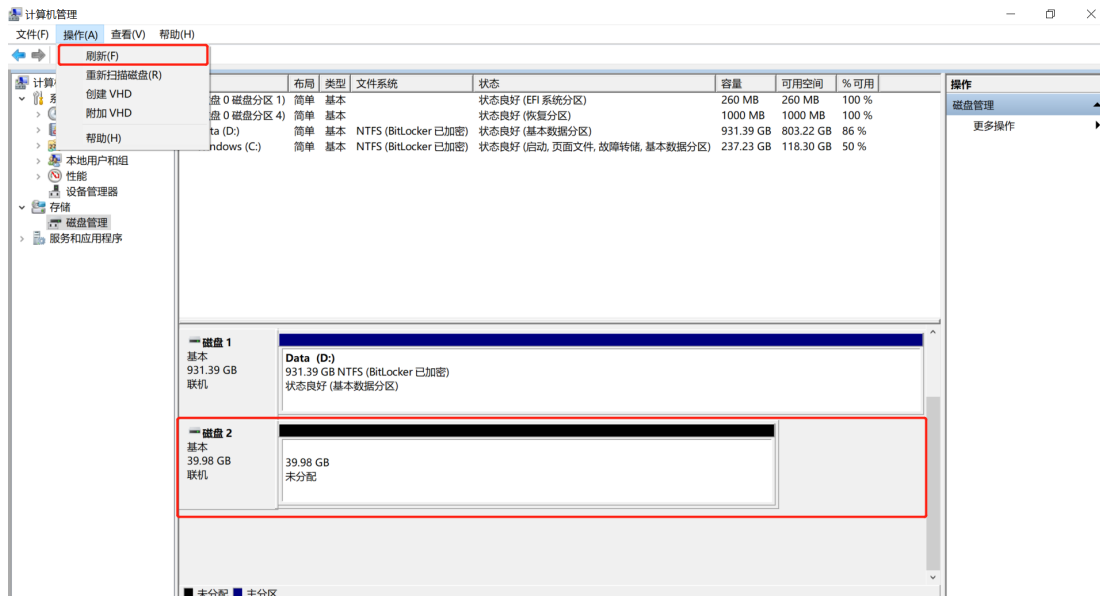 计算机管理
文件(F) 操作(A) 查看(V) 帮助(H)
刷新(F)
重新扫描磁盘(R)
创建 VHD
附加 VHD
帮助(H)
计算
本地用户和组
性能
设备管理器
存储
磁盘管理
服务和应用程序
布局 类型 文件系统 状态 容量 可用空间 % 可用
盘 0 磁盘分区 1) 简单 基本 状态良好 (EFI 系统分区) 260 MB 260 MB 100 %
盘 0 磁盘分区 4) 简单 基本 状态良好 (恢复分区) 1000 MB 1000 MB 100 %
ta (D:) 简单 基本 NTFS (BitLocker 已加密) 状态良好 (基本数据分区) 931.39 GB 803.22 GB 86 %
ndows (C:) 简单 基本 NTFS (BitLocker 已加密) 状态良好 (启动, 页面文件, 故障转储, 基本数据分区) 237.23 GB 118.30 GB 50 %
磁盘 1
基本
931.39 GB
联机
Data (D:)
931.39 GB NTFS (BitLocker 已加密)
状态良好 (基本数据分区)
磁盘 2
基本
39.98 GB
联机
39.98 GB
未分配
未分配 主分区
操作
磁盘管理
更多操作